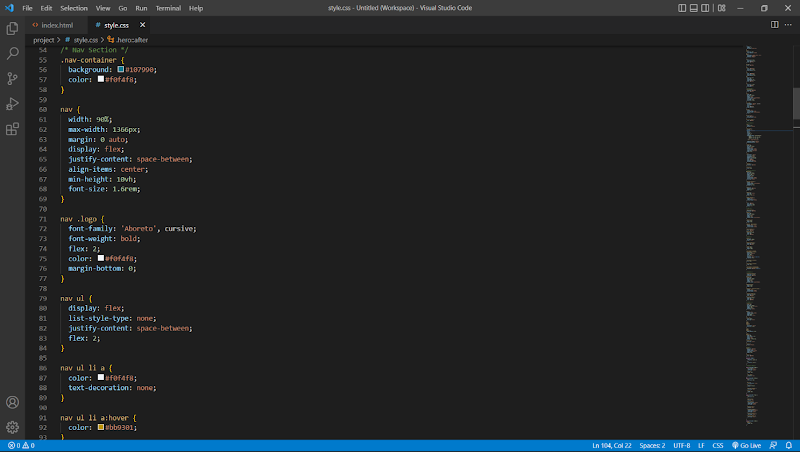 File Edit Selection View Go Run Terminal Help
style.css - Untitled (Workspace) - Visual Studio Code
index.html
style.css
project > # style.css > .hero::after
54 /* Nav Section */
55 .nav-container {
56 background: #107990;
57 color: #f0f4f8;
58 }
59
60 nav {
61 width: 90%;
62 max-width: 1366px;
63 margin: 0 auto;
64 display: flex;
65 justify-content: space-between;
66 align-items: center;
67 min-height: 10vh;
68 font-size: 1.6rem;
69 }
70
71 nav .logo {
72 font-family: 'Aboreto', cursive;
73 font-weight: bold;
74 flex: 2;
75 color: #f0f4f8;
76 margin-bottom: 0;
77 }
78
79 nav ul {
80 display: flex;
81 list-style-type: none;
82 justify-content: space-between;
83 flex: 2;
84 }
85
86 nav ul li a {
87 color: #f0f4f8;
88 text-decoration: none;
89 }
90
91 nav ul li a:hover {
92 color: #bb9301;
93 }
0 0 Ln 104, Col 22 Spaces: 2 UTF-8 LF CSS Go Live